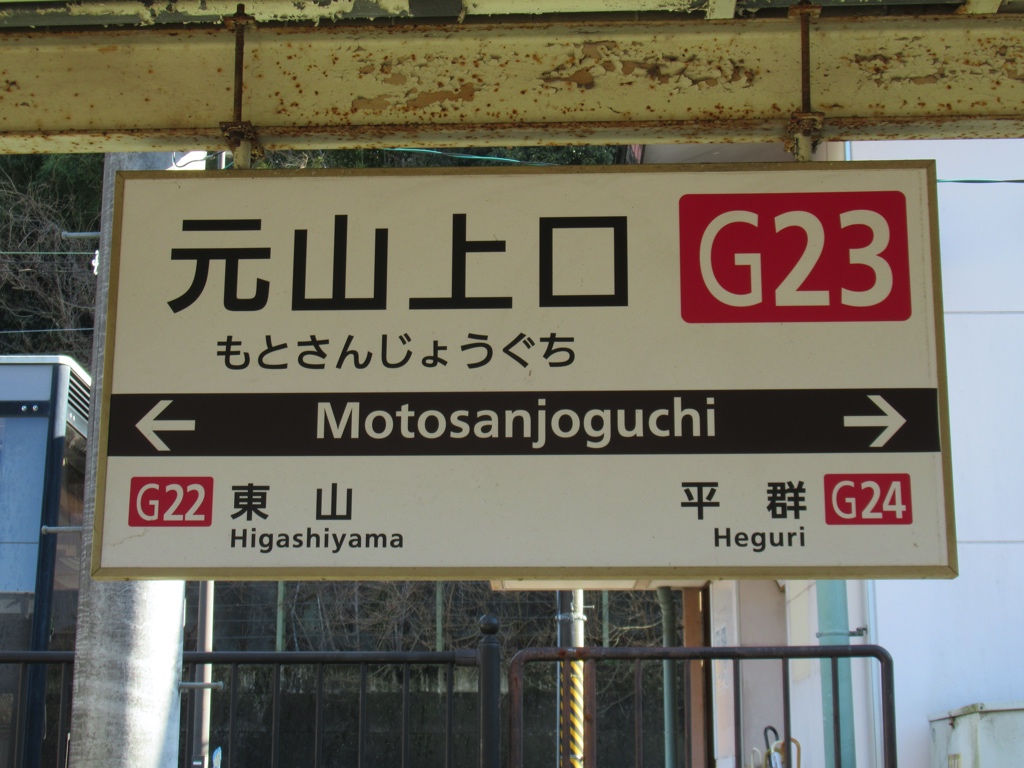 元山上口 G23
もとさんじょうぐち
← Motosanjoguchi →
G22 東山 平群 G24
Higashiyama Heguri